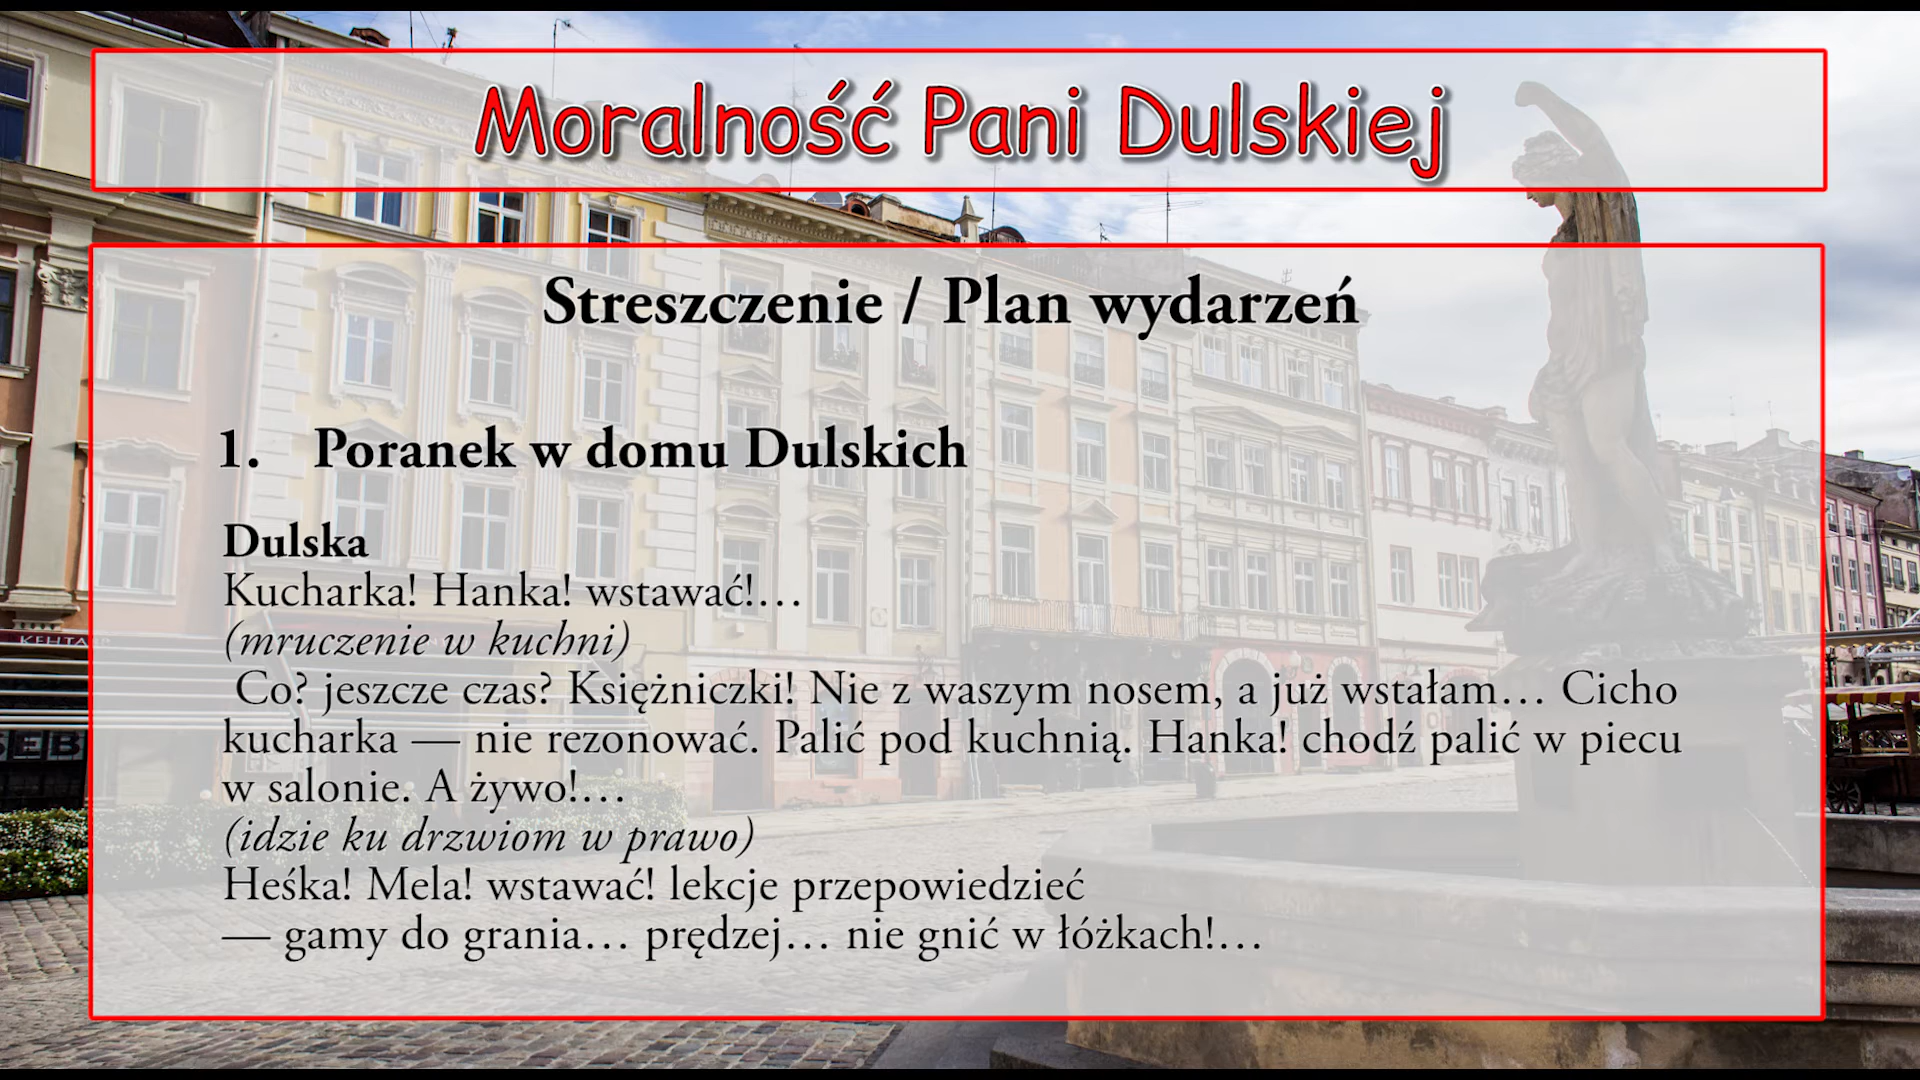 Moralność Pani Dulskiej
Streszczenie / Plan wydarzeń
1. Poranek w domu Dulskich
Dulska
Kucharka! Hanka! wstawać!…
(mruczenie w kuchni)
Co? jeszcze czas? Księżniczki! Nie z waszym nosem, a już wstałam… Cicho
kucharka — nie rezonować. Palić pod kuchnią. Hanka! chodź palić w piecu
w salonie. A żywo!…
(idzie ku drzwiom w prawo)
Heśka! Mela! wstawać! lekcje przepowiedzieć
— gamy do grania… prędzej… nie gnić w łóżkach!…